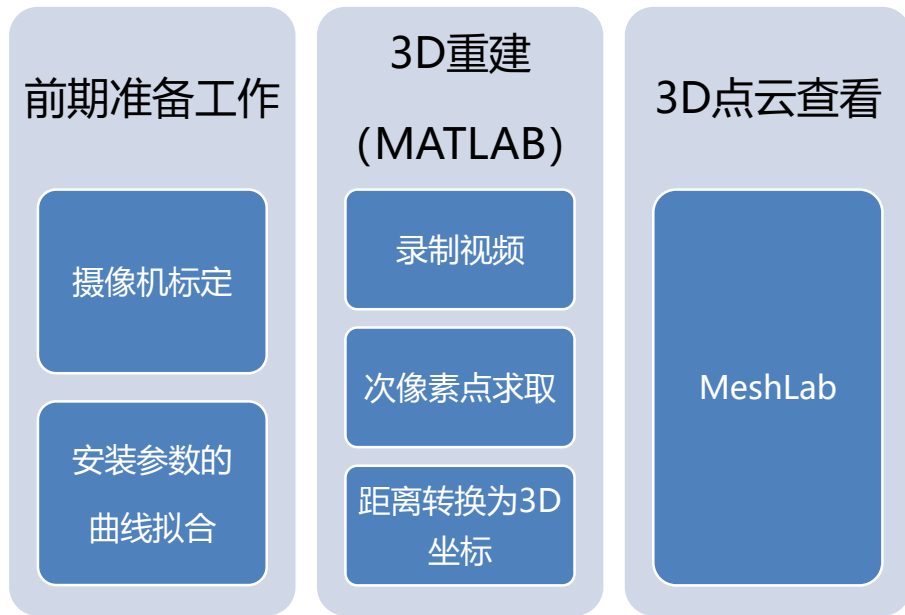 前期准备工作
摄像机标定
安装参数的
曲线拟合
3D重建
（MATLAB）
录制视频
次像素点求取
距离转换为3D
坐标
3D点云查看
MeshLab